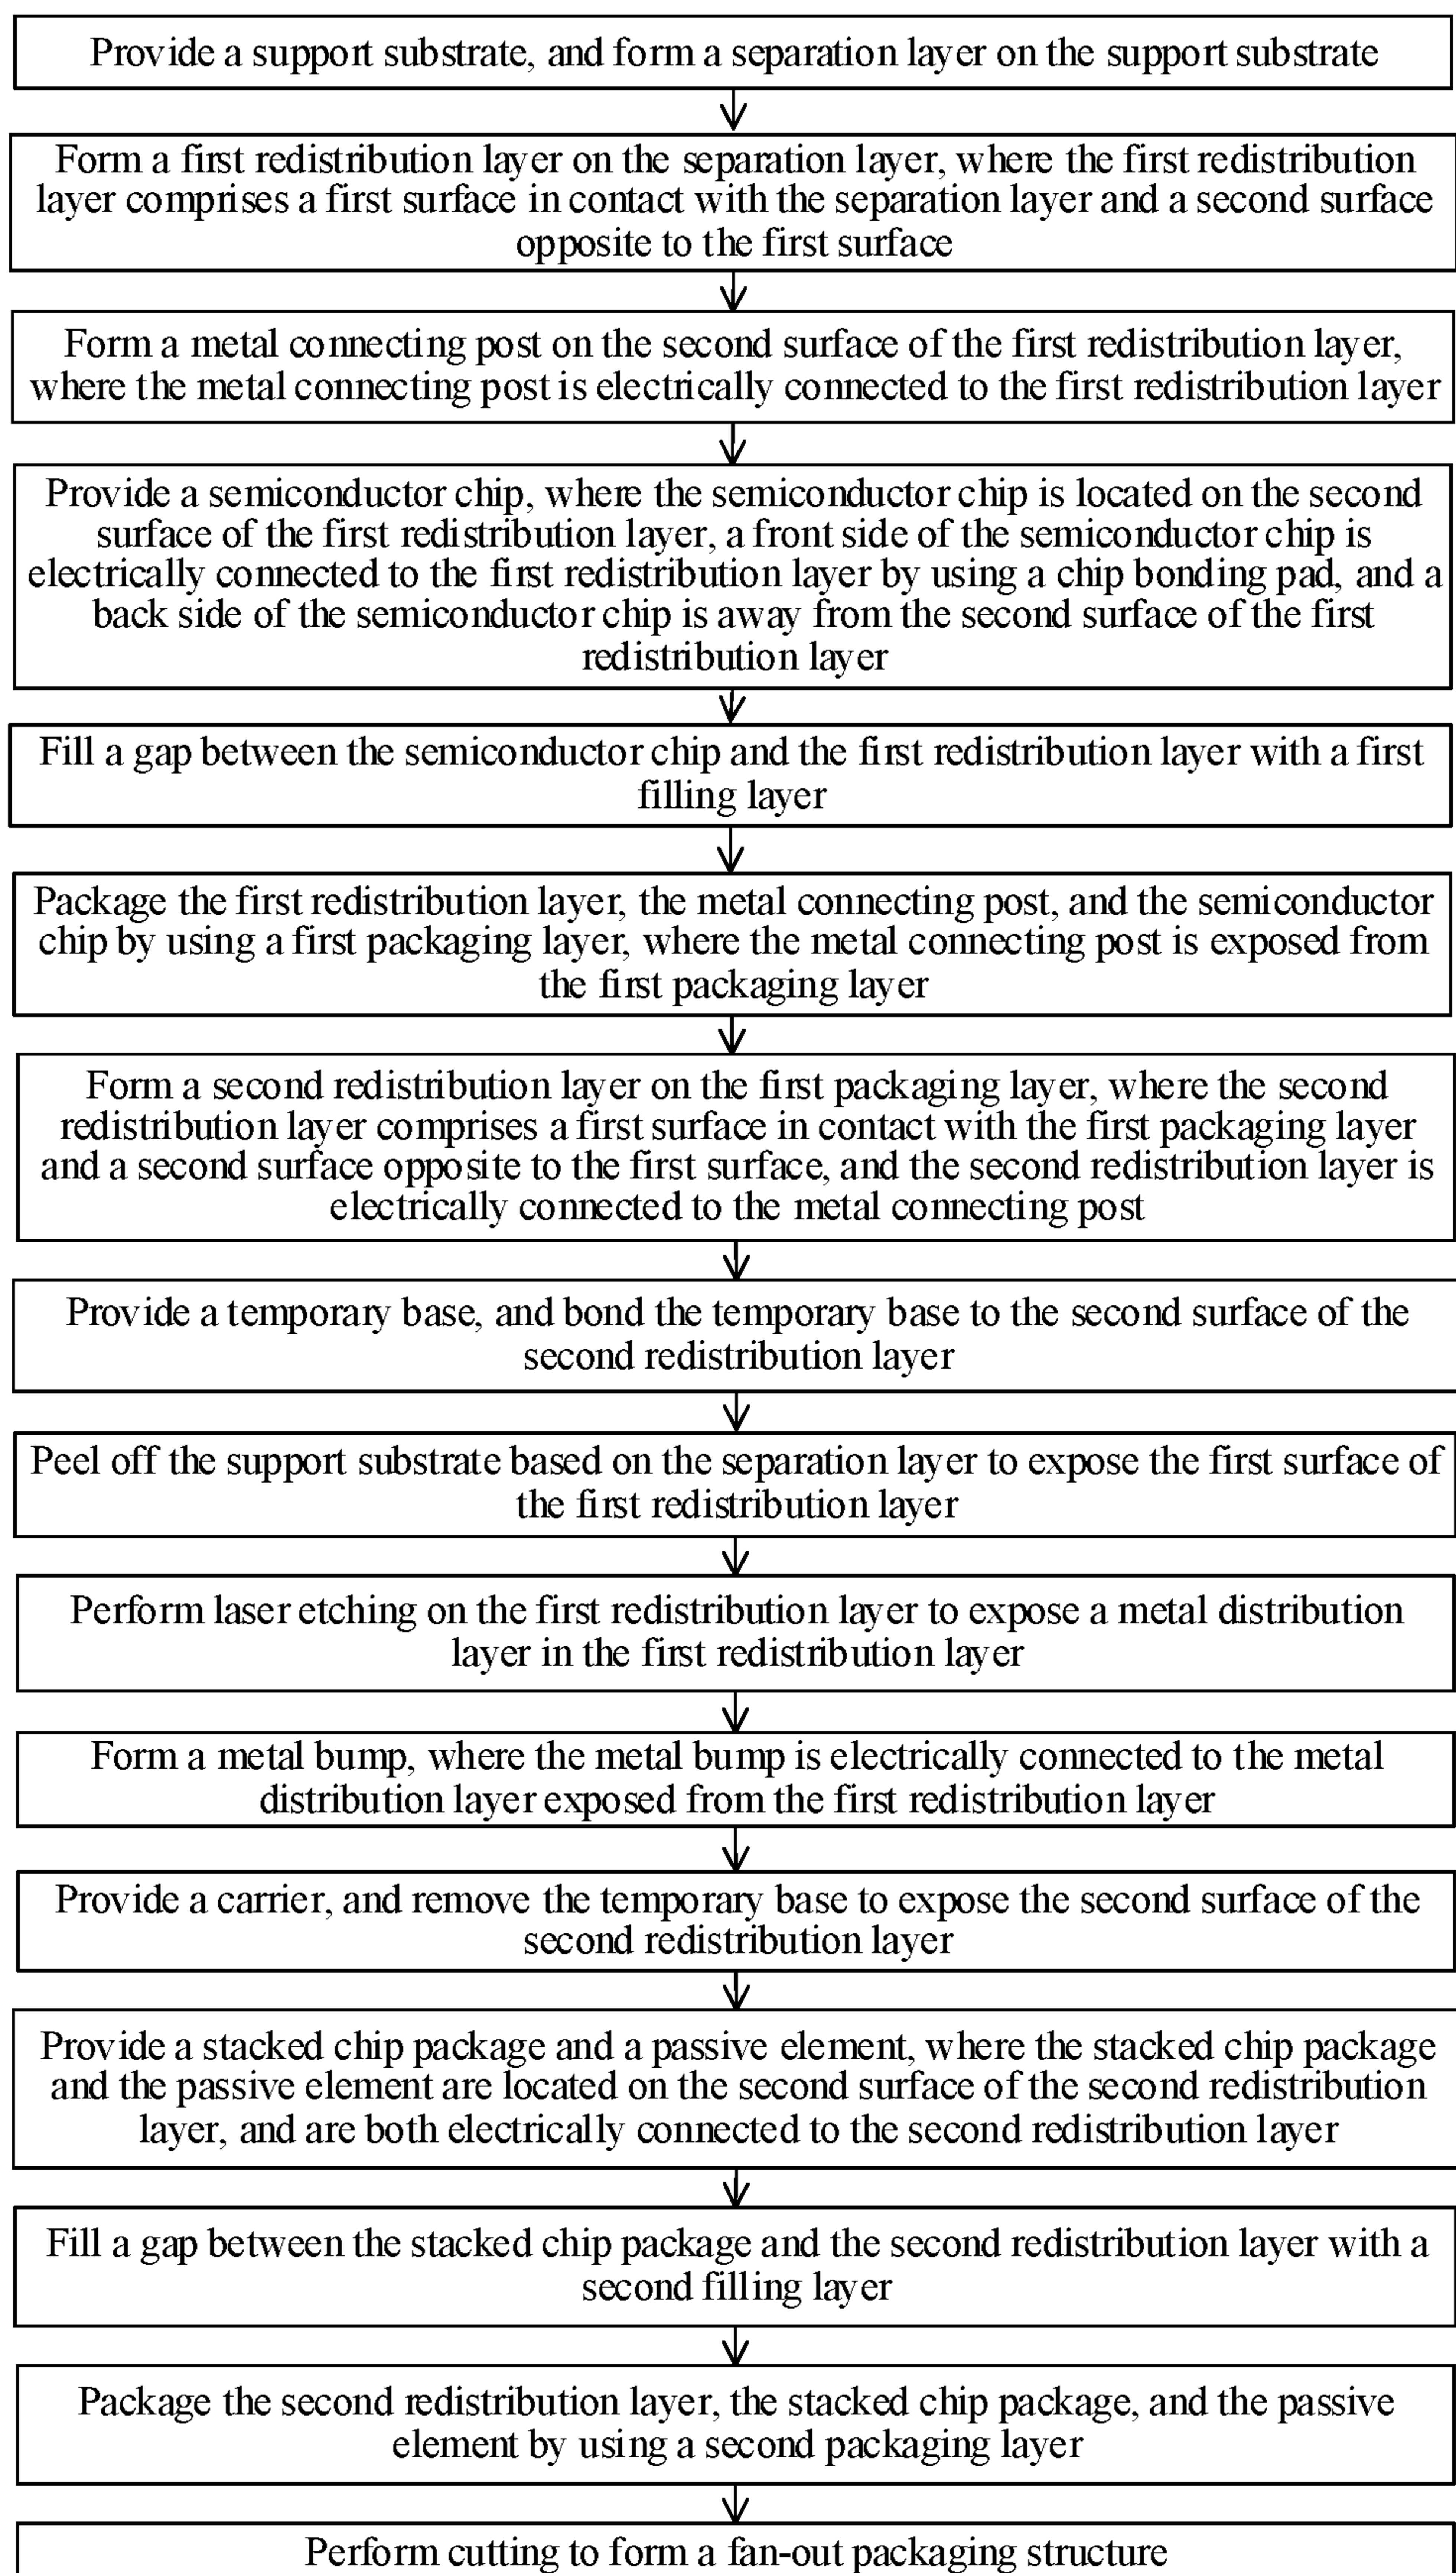 Provide a support substrate, and form a separation layer on the support substrate
Form a first redistribution layer on the separation layer, where the first redistribution
layer comprises a first surface in contact with the separation layer and a second surface
opposite to the first surface
Form a metal connecting post on the second surface of the first redistribution layer,
where the metal connecting post is electrically connected to the first redistribution layer
Provide a semiconductor chip, where the semiconductor chip is located on the second
surface of the first redistribution layer, a front side of the semiconductor chip is
electrically connected to the first redistribution layer by using a chip bonding pad, and a
back side of the semiconductor chip is away from the second surface of the first
redistribution layer
Fill a gap between the semiconductor chip and the first redistribution layer with a first
filling layer
Package the first redistribution layer, the metal connecting post, and the semiconductor
chip by using a first packaging layer, where the metal connecting post is exposed from
the first packaging layer
Form a second redistribution layer on the first packaging layer, where the second
redistribution layer comprises a first surface in contact with the first packaging layer
and a second surface opposite to the first surface, and the second redistribution layer is
electrically connected to the metal connecting post
Provide a temporary base, and bond the temporary base to the second surface of the
second redistribution layer
Peel off the support substrate based on the separation layer to expose the first surface of
the first redistribution layer
Perform laser etching on the first redistribution layer to expose a metal distribution
layer in the first redistribution layer
Form a metal bump, where the metal bump is electrically connected to the metal
distribution layer exposed from the first redistribution layer
Provide a carrier, and remove the temporary base to expose the second surface of the
second redistribution layer
Provide a stacked chip package and a passive element, where the stacked chip package
and the passive element are located on the second surface of the second redistribution
layer, and are both electrically connected to the second redistribution layer
Fill a gap between the stacked chip package and the second redistribution layer with a
second filling layer
Package the second redistribution layer, the stacked chip package, and the passive
element by using a second packaging layer
Perform cutting to form a fan-out packaging structure